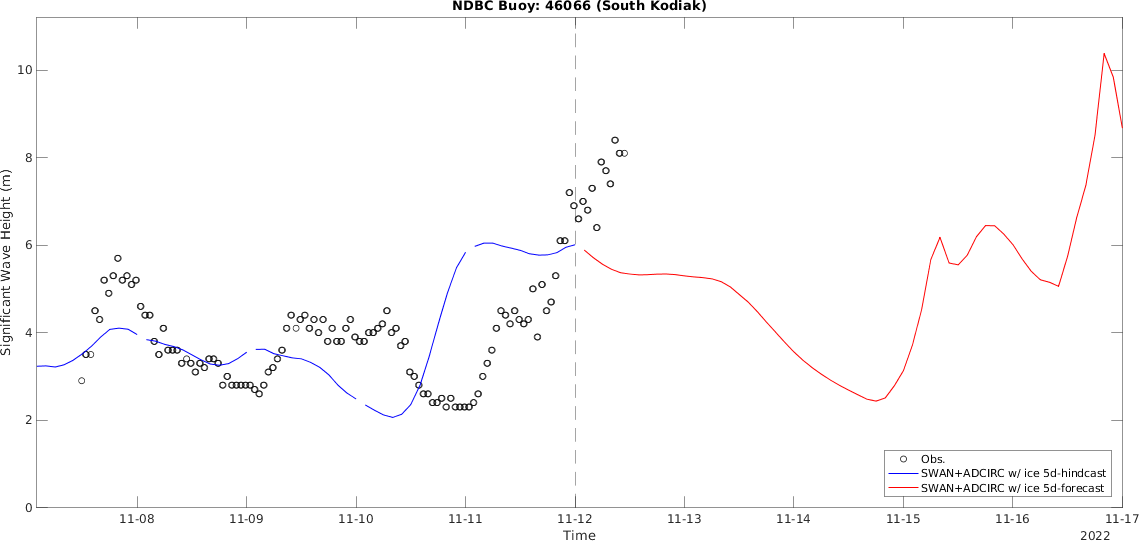 NDBC Buoy: 46066 (South Kodiak)
Significant Wave Height (m)
10
8
6
4
2
0
Obs.
SWAN+ADCIRC w/ ice 5d-hindcast
SWAN+ADCIRC w/ ice 5d-forecast
11-08
11-09
11-10
11-11
11-12
11-13
11-14
11-15
11-16
11-17
Time
2022